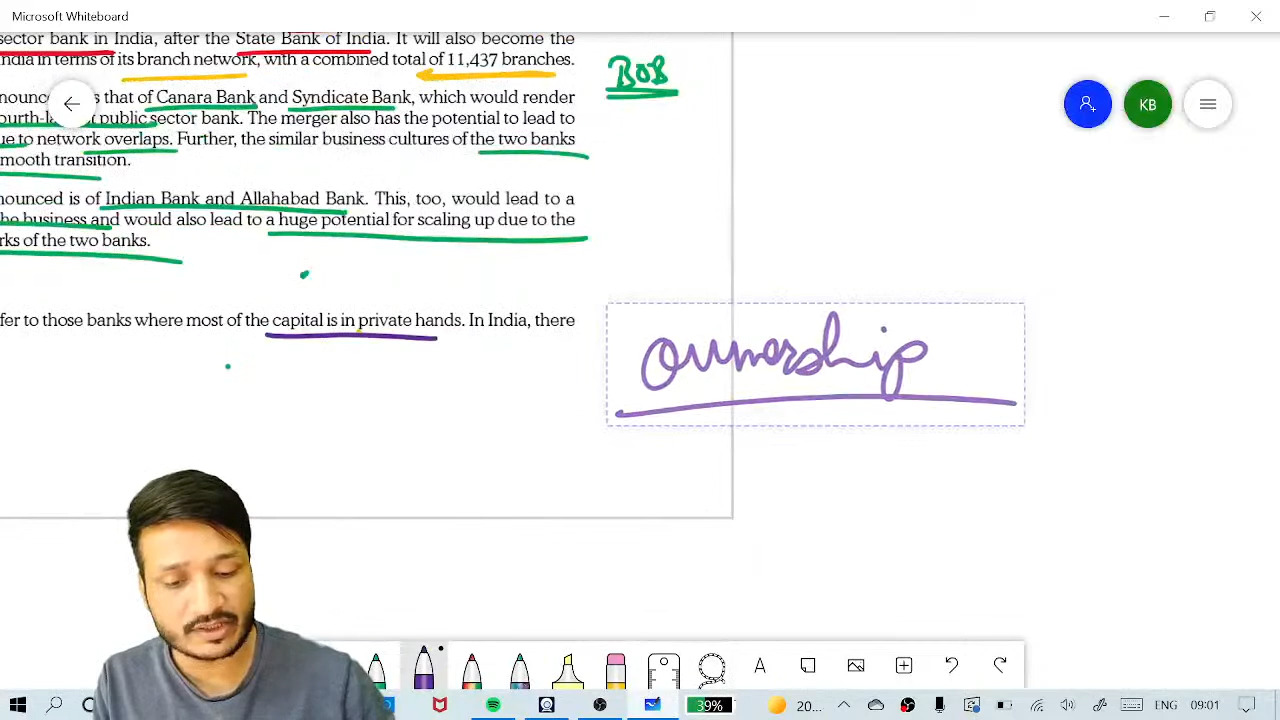 Microsoft Whiteboard
sector bank in India, after the State Bank of India. It will also become the
ndia in terms of its branch network, with a combined total of 11,437 branches.
BOB
nounc s that of Canara Bank and Syndicate Bank, which would render
ourth-l t public sector bank. The merger also has the potential to lead to
ue to network overlaps. Further, the similar business cultures of the two banks
mooth transition.
nounced is of Indian Bank and Allahabad Bank. This, too, would lead to a
he business and would also lead to a huge potential for scaling up due to the
rks of the two banks.
fer to those banks where most of the capital is in private hands. In India, there
ownership
KB
A
39%
20...
ENG
09:01